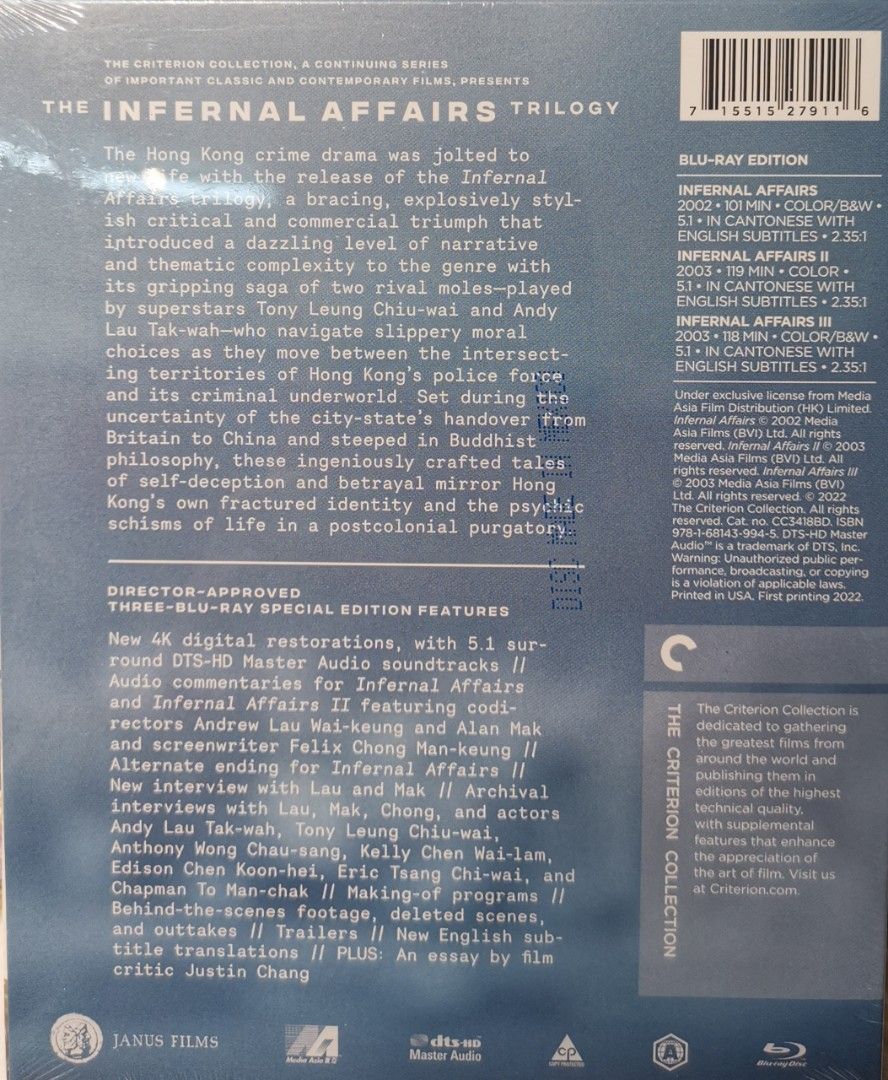 THE CRITERION COLLECTION, A CONTINUING SERIES
OF IMPORTANT CLASSIC AND CONTEMPORARY FILMS, PRESENTS
THE INFERNAL AFFAIRS TRILOGY
The Hong Kong crime drama was jolted to
new life with the release of the Infernal
Affairs trilogy, a bracing, explosively styl-
ish critical and commercial triumph that
introduced a dazzling level of narrative
and thematic complexity to the genre with
its gripping saga of two rival moles—played
by superstars Tony Leung Chiu-wai and Andy
Lau Tak-wah—who navigate slippery moral
choices as they move between the intersect-
ing territories of Hong Kong's police force
and its criminal underworld. Set during the
uncertainty of the city-state's handover from
Britain to China and steeped in Buddhist
philosophy, these ingeniously crafted tales
of self-deception and betrayal mirror Hong
Kong's own fractured identity and the psychic
schisms of life in a postcolonial purgatory.
DIRECTOR-APPROVED
THREE-BLU-RAY SPECIAL EDITION FEATURES
New 4K digital restorations, with 5.1 sur-
round DTS-HD Master Audio soundtracks //
Audio commentaries for Infernal Affairs
and Infernal Affairs II featuring codi-
rectors Andrew Lau Wai-keung and Alan Mak
and screenwriter Felix Chong Man-keung //
Alternate ending for Infernal Affairs //
New interview with Lau and Mak // Archival
interviews with Lau, Mak, Chong, and actors
Andy Lau Tak-wah, Tony Leung Chiu-wai,
Anthony Wong Chau-sang, Kelly Chen Wai-lam,
Edison Chen Koon-hei, Eric Tsang Chi-wai, and
Chapman To Man-chak // Making-of programs //
Behind-the-scenes footage, deleted scenes,
and outtakes // Trailers // New English sub-
title translations // PLUS: An essay by film
critic Justin Chang
7 15515 27911 6
BLU-RAY EDITION
INFERNAL AFFAIRS
2002 • 101 MIN • COLOR/B&W •
5.1 • IN CANTONESE WITH
ENGLISH SUBTITLES • 2.35:1
INFERNAL AFFAIRS II
2003 • 119 MIN • COLOR •
5.1 • IN CANTONESE WITH
ENGLISH SUBTITLES • 2.35:1
INFERNAL AFFAIRS III
2003 • 118 MIN • COLOR/B&W •
5.1 • IN CANTONESE WITH
ENGLISH SUBTITLES • 2.35:1
Under exclusive license from Media
Asia Film Distribution (HK) Limited.
Infernal Affairs © 2002 Media
Asia Films (BVI) Ltd. All rights
reserved. Infernal Affairs II © 2003
Media Asia Films (BVI) Ltd. All
rights reserved. Infernal Affairs III
© 2003 Media Asia Films (BVI)
Ltd. All rights reserved. © 2022
The Criterion Collection. All rights
reserved. Cat. no. CC3418BD. ISBN
978-1-68143-994-5. DTS-HD Master
Audio™ is a trademark of DTS, Inc.
Warning: Unauthorized public per-
formance, broadcasting, or copying
is a violation of applicable laws.
Printed in USA. First printing 2022.
THE CRITERION COLLECTION
The Criterion Collection is
dedicated to gathering
the greatest films from
around the world and
publishing them in
editions of the highest
technical quality,
with supplemental
features that enhance
the appreciation of
the art of film. Visit us
at Criterion.com
JANUS FILMS
Media Asia
dts-HD
Master Audio
CP
COPY PROTECTED
A
Blu-ray Disc